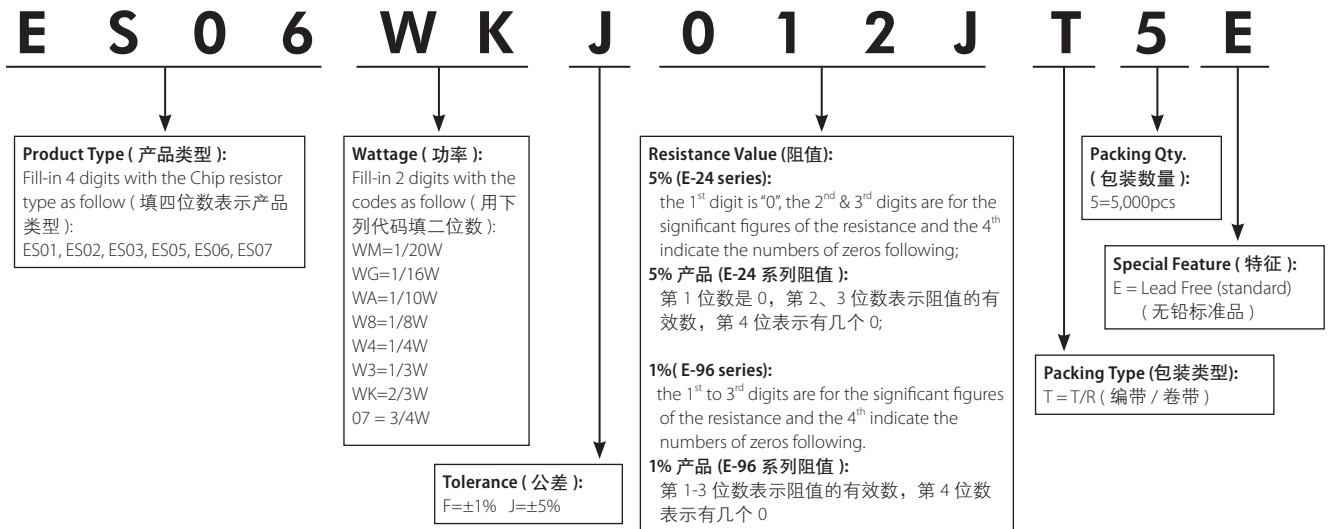 E S 0 6 W K J 0 1 2 J T 5 E
Product Type ( 产品类型 ):
Fill-in 4 digits with the Chip resistor
type as follow ( 填四位数表示产品
类型 ):
ES01, ES02, ES03, ES05, ES06, ES07
Wattage ( 功率 ):
Fill-in 2 digits with the
codes as follow ( 用下
列代码填二位数 ):
WM=1/20W
WG=1/16W
WA=1/10W
W8=1/8W
W4=1/4W
W3=1/3W
WK=2/3W
07 = 3/4W
Tolerance ( 公差 ):
F=±1% J=±5%
Resistance Value (阻值):
5% (E-24 series):
the 1st digit is “0”, the 2nd & 3rd digits are for the
significant figures of the resistance and the 4th
indicate the numbers of zeros following;
5% 产品 (E-24 系列阻值 ):
第 1 位数是 0，第 2、3 位数表示阻值的有
效数，第 4 位表示有几个 0;
1%( E-96 series):
the 1st to 3rd digits are for the significant figures
of the resistance and the 4th indicate the
numbers of zeros following.
1% 产品 (E-96 系列阻值 ):
第 1-3 位数表示阻值的有效数，第 4 位数
表示有几个 0
Packing Qty.
( 包装数量 ):
5=5,000pcs
Special Feature ( 特征 ):
E = Lead Free (standard)
( 无铅标准品 )
Packing Type (包装类型):
T = T/R ( 编带 / 卷带 )